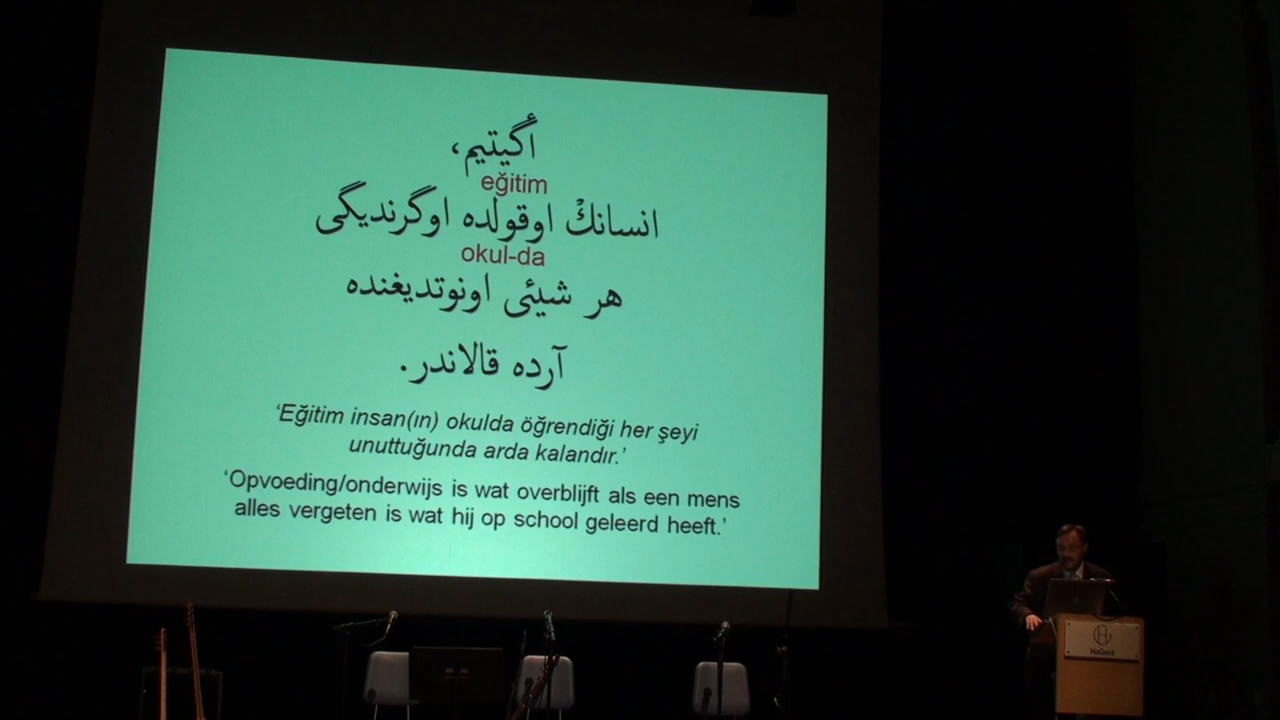 أگيتيم،
eğitim
انسانڭ اوقولده اوگرنديگى
okul-da
هر شيئى اونوتديغنده
آرده قالاندر.
‘Eğitim insan(ın) okulda öğrendiği her şeyi
unuttuğunda arda kalandır.’
‘Opvoeding/onderwijs is wat overblijft als een mens
alles vergeten is wat hij op school geleerd heeft.’
HoGent